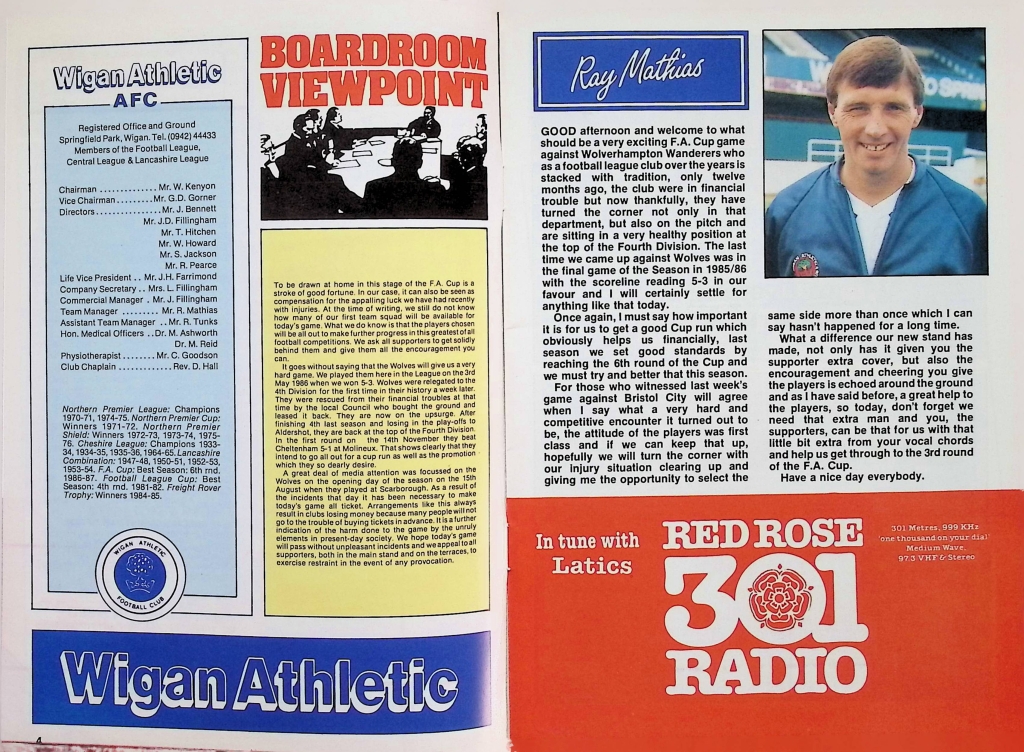 Wigan Athletic
AFC
Registered Office and Ground
Springfield Park, Wigan. Tel. (0942) 44433
Members of the Football League,
Central League & Lancashire League
Chairman .............. Mr. W. Kenyon
Vice Chairman ......... Mr. G.D. Gorner
Directors ............... Mr. J. Bennett
Mr. J.D. Fillingham
Mr. T. Hitchen
Mr. W. Howard
Mr. S. Jackson
Mr. R. Pearce
Life Vice President .. Mr. J.H. Farrimond
Company Secretary .. Mrs. L. Fillingham
Commercial Manager . Mr. J. Fillingham
Team Manager ......... Mr. R. Mathias
Assistant Team Manager .. Mr. R. Tunks
Hon. Medical Officers .. Dr. M. Ashworth
Dr. M. Reid
Physiotherapist ........ Mr. C. Goodson
Club Chaplain ............ Rev. D. Hall
Northern Premier League: Champions
1970-71, 1974-75. Northern Premier Cup:
Winners 1971-72. Northern Premier
Shield: Winners 1972-73, 1973-74, 1975-
76. Cheshire League: Champions 1933-
34, 1934-35, 1935-36, 1964-65. Lancashire
Combination: 1947-48, 1950-51, 1952-53,
1953-54. F.A. Cup: Best Season: 6th rnd.
1986-87. Football League Cup: Best
Season: 4th rnd. 1981-82. Freight Rover
Trophy: Winners 1984-85.
WIGAN ATHLETIC
FOOTBALL CLUB
Wigan Athletic
4
BOARDROOM
VIEWPOINT
To be drawn at home in this stage of the F.A. Cup is a
stroke of good fortune. In our case, it can also be seen as
compensation for the appalling luck we have had recently
with injuries. At the time of writing, we still do not know
how many of our first team squad will be available for
today's game. What we do know is that the players chosen
will be all out to make further progress in this greatest of all
football competitions. We ask all supporters to get solidly
behind them and give them all the encouragement you
can.
It goes without saying that the Wolves will give us a very
hard game. We played them here in the League on the 3rd
May 1986 when we won 5-3. Wolves were relegated to the
4th Division for the first time in their history a week later.
They were rescued from their financial troubles at that
time by the local Council who bought the ground and
leased it back. They are now on the upsurge. After
finishing 4th last season and losing in the play-offs to
Aldershot, they are back at the top of the Fourth Division.
In the first round on the 14th November they beat
Cheltenham 5-1 at Molineux. That shows clearly that they
intend to go all out for a cup run as well as the promotion
which they so dearly desire.
A great deal of media attention was focussed on the
Wolves on the opening day of the season on the 15th
August when they played at Scarborough. As a result of
the incidents that day it has been necessary to make
today's game all ticket. Arrangements like this always
result in clubs losing money because many people will not
go to the trouble of buying tickets in advance. It is a further
indication of the harm done to the game by the unruly
elements in present-day society. We hope today's game
will pass without unpleasant incidents and we appeal to all
supporters, both in the main stand and on the terraces, to
exercise restraint in the event of any provocation.
Ray Mathias
GOOD afternoon and welcome to what
should be a very exciting F.A. Cup game
against Wolverhampton Wanderers who
as a football league club over the years is
stacked with tradition, only twelve
months ago, the club were in financial
trouble but now thankfully, they have
turned the corner not only in that
department, but also on the pitch and
are sitting in a very healthy position at
the top of the Fourth Division. The last
time we came up against Wolves was in
the final game of the Season in 1985/86
with the scoreline reading 5-3 in our
favour and I will certainly settle for
anything like that today.
Once again, I must say how important
it is for us to get a good Cup run which
obviously helps us financially, last
season we set good standards by
reaching the 6th round of the Cup and
we must try and better that this season.
For those who witnessed last week's
game against Bristol City will agree
when I say what a very hard and
competitive encounter it turned out to
be, the attitude of the players was first
class and if we can keep that up,
hopefully we will turn the corner with
our injury situation clearing up and
giving me the opportunity to select the
same side more than once which I can
say hasn't happened for a long time.
What a difference our new stand has
made, not only has it given you the
supporter extra cover, but also the
encouragement and cheering you give
the players is echoed around the ground
and as I have said before, a great help to
the players, so today, don't forget we
need that extra man and you, the
supporters, can be that for us with that
little bit extra from your vocal chords
and help us get through to the 3rd round
of the F.A. Cup.
Have a nice day everybody.
In tune with
Latics
RED ROSE
301
RADIO
301 Metres, 999 KHz
'one thousand on your dial'
Medium Wave.
97.3 VHF & Stereo